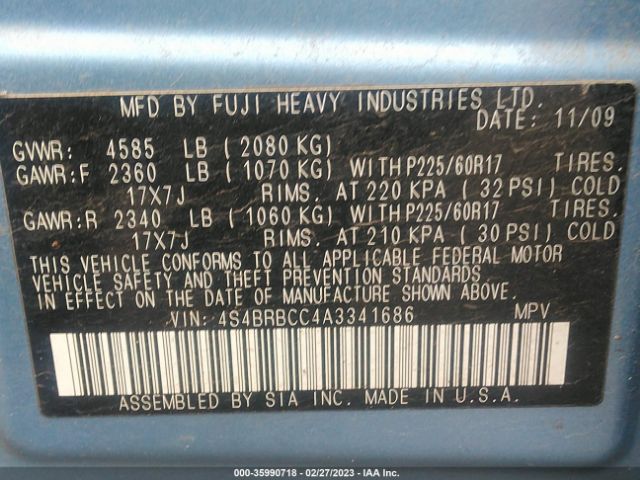 MFD BY FUJI HEAVY INDUSTRIES LTD.
DATE: 11/09
GVWR: 4585 LB (2080 KG)
GAWR:F 2360 LB (1070 KG) WITH P225/60R17 TIRES.
17X7J RIMS. AT 220 KPA (32 PSI) COLD
GAWR:R 2340 LB (1060 KG) WITH P225/60R17 TIRES.
17X7J RIMS. AT 210 KPA (30 PSI) COLD
THIS VEHICLE CONFORMS TO ALL APPLICABLE FEDERAL MOTOR
VEHICLE SAFETY AND THEFT PREVENTION STANDARDS
IN EFFECT ON THE DATE OF MANUFACTURE SHOWN ABOVE.
VIN: 4S4BRBCC4A3341686 MPV
ASSEMBLED BY SIA INC. MADE IN U.S.A.
000-35990718 - 02/27/2023 - IAA Inc.